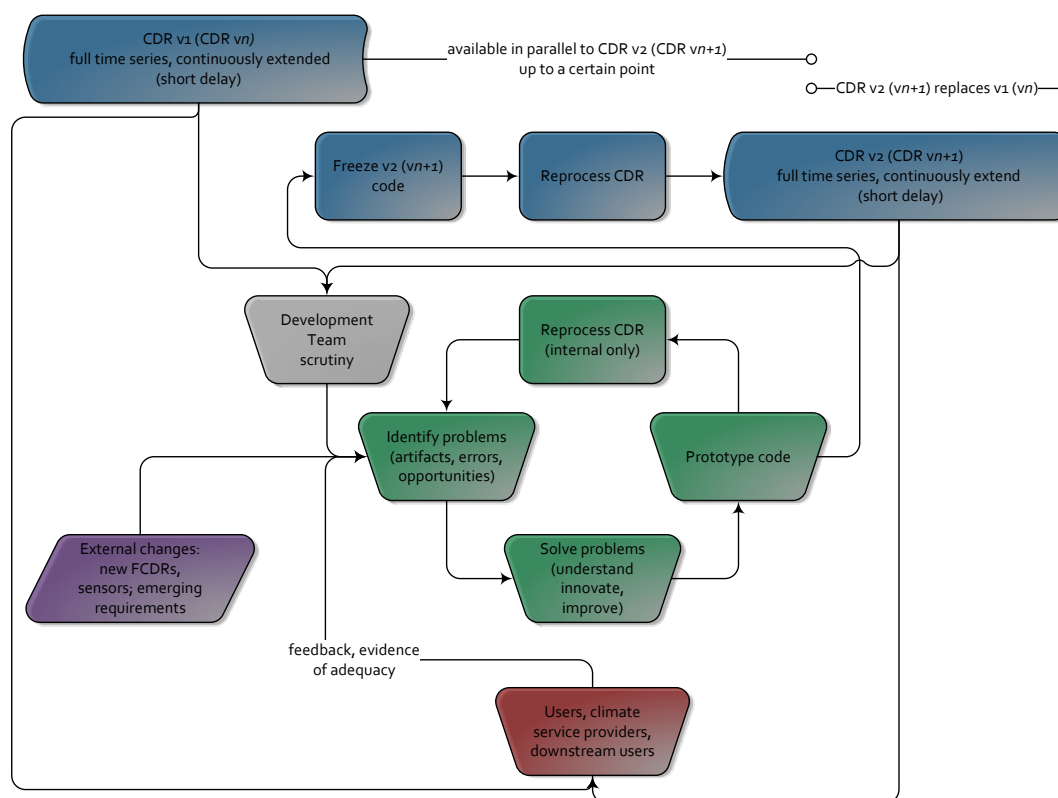 CDR v1 (CDR vn)
full time series, continuously extended
(short delay)
available in parallel to CDR v2 (CDR vn+1)
up to a certain point
CDR v2 (vn+1) replaces v1 (vn)
Freeze v2 (vn+1)
code
Reprocess CDR
CDR v2 (CDR vn+1)
full time series, continuously extend
(short delay)
Development
Team
scrutiny
Reprocess CDR
(internal only)
Identify problems
(artifacts, errors,
opportunities)
Prototype code
External changes:
new FCDRs,
sensors; emerging
requirements
Solve problems
(understand
innovate,
improve)
feedback, evidence
of adequacy
Users, climate
service providers,
downstream users